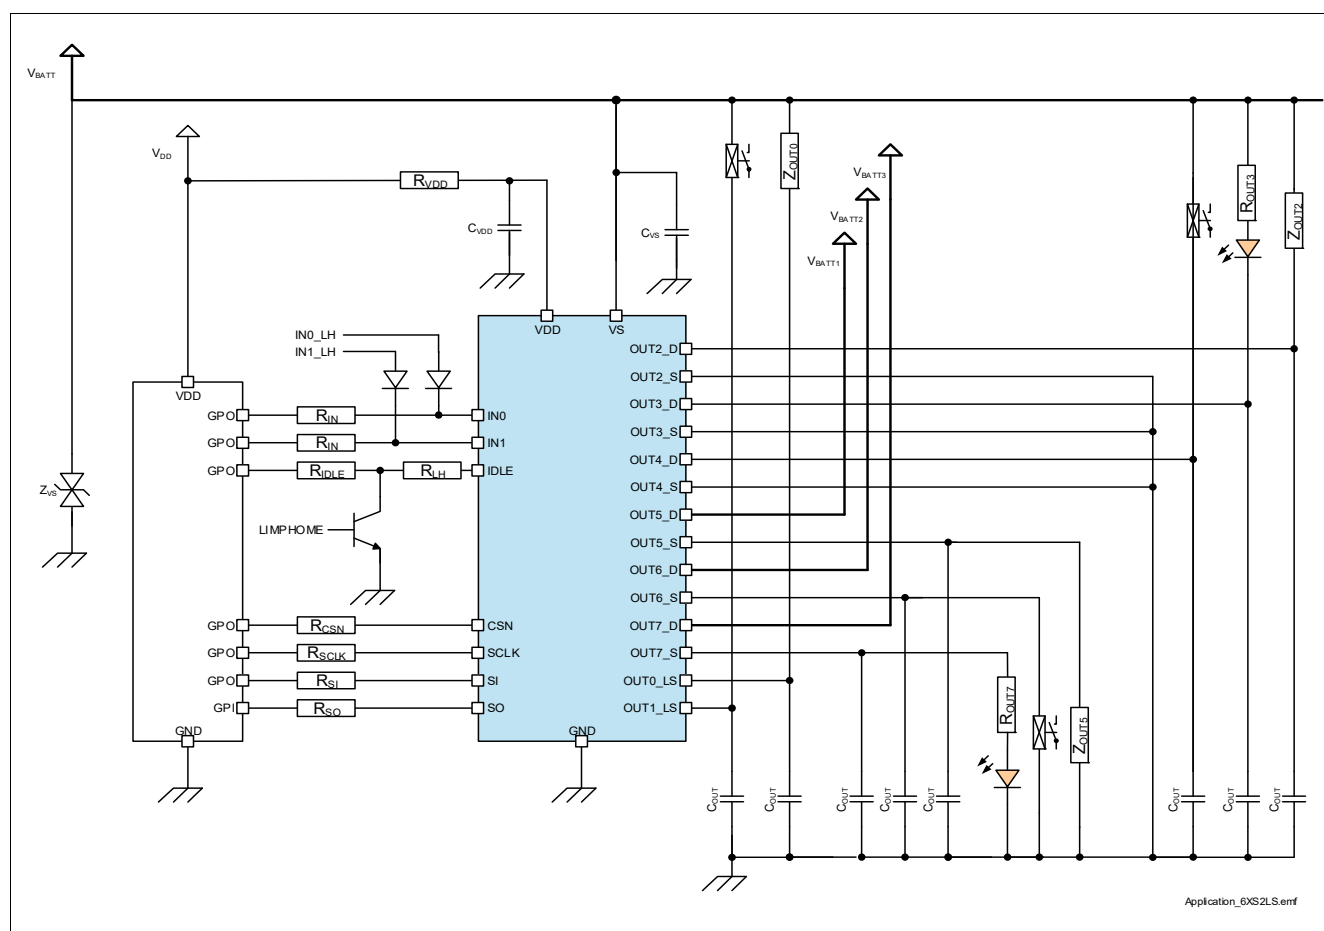 VBATT
VDD
RVDD
CVDD
CVS
ZOUT0
VBATT3
VBATT2
VBATT1
ROUT3
ZOUT2
IN0_LH
IN1_LH
VDD
VS
VDD
OUT2_D
OUT2_S
OUT3_D
OUT3_S
OUT4_D
OUT4_S
OUT5_D
OUT5_S
OUT6_D
OUT6_S
OUT7_D
OUT7_S
OUT0_LS
OUT1_LS
GPO RIN IN0
GPO RIN IN1
GPO RIDLE RLH IDLE
ZVS
LIMPHOME
GPO RCSN CSN
GPO RSCLK SCLK
GPO RSI SI
GPI RSO SO
GND
GND
ROUT7
ZOUT5
COUT COUT COUT COUT COUT COUT COUT COUT
Application_6XS2LS.emf